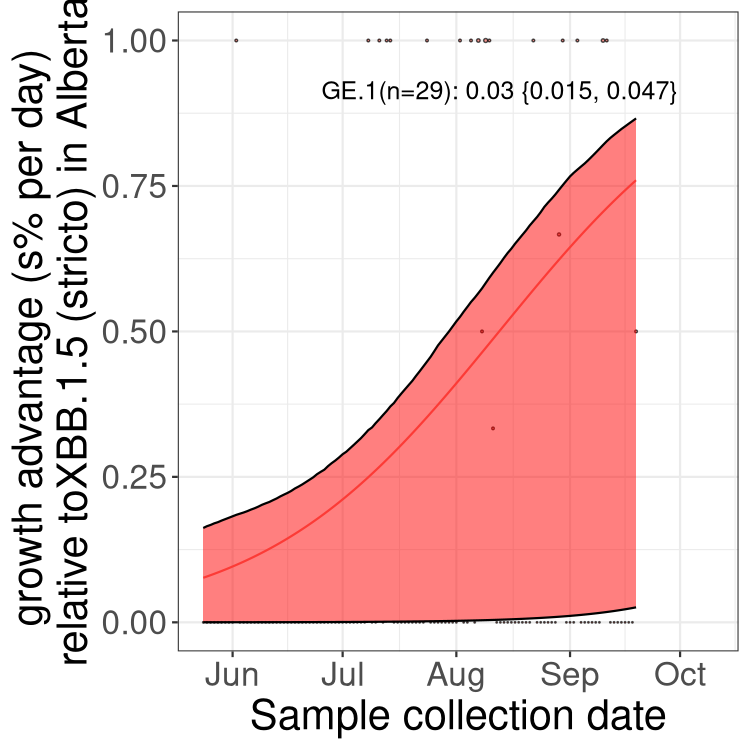 growth advantage (s% per day)
relative toXBB.1.5 (stricto) in Alberta
1.00
0.75
0.50
0.25
0.00
GE.1(n=29): 0.03 {0.015, 0.047}
Jun Jul Aug Sep Oct
Sample collection date